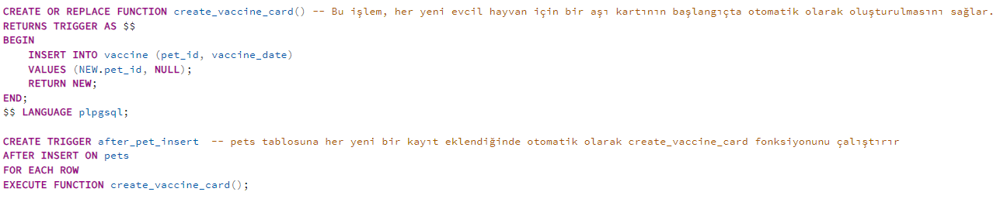 CREATE OR REPLACE FUNCTION create_vaccine_card() -- Bu işlem, her yeni evcil hayvan için bir aşı kartının başlangıçta otomatik olarak oluşturulmasını sağlar.
RETURNS TRIGGER AS $$
BEGIN
    INSERT INTO vaccine (pet_id, vaccine_date)
    VALUES (NEW.pet_id, NULL);
    RETURN NEW;
END;
$$ LANGUAGE plpgsql;

CREATE TRIGGER after_pet_insert  -- pets tablosuna her yeni bir kayıt eklendiğinde otomatik olarak create_vaccine_card fonksiyonunu çalıştırır
AFTER INSERT ON pets
FOR EACH ROW
EXECUTE FUNCTION create_vaccine_card();